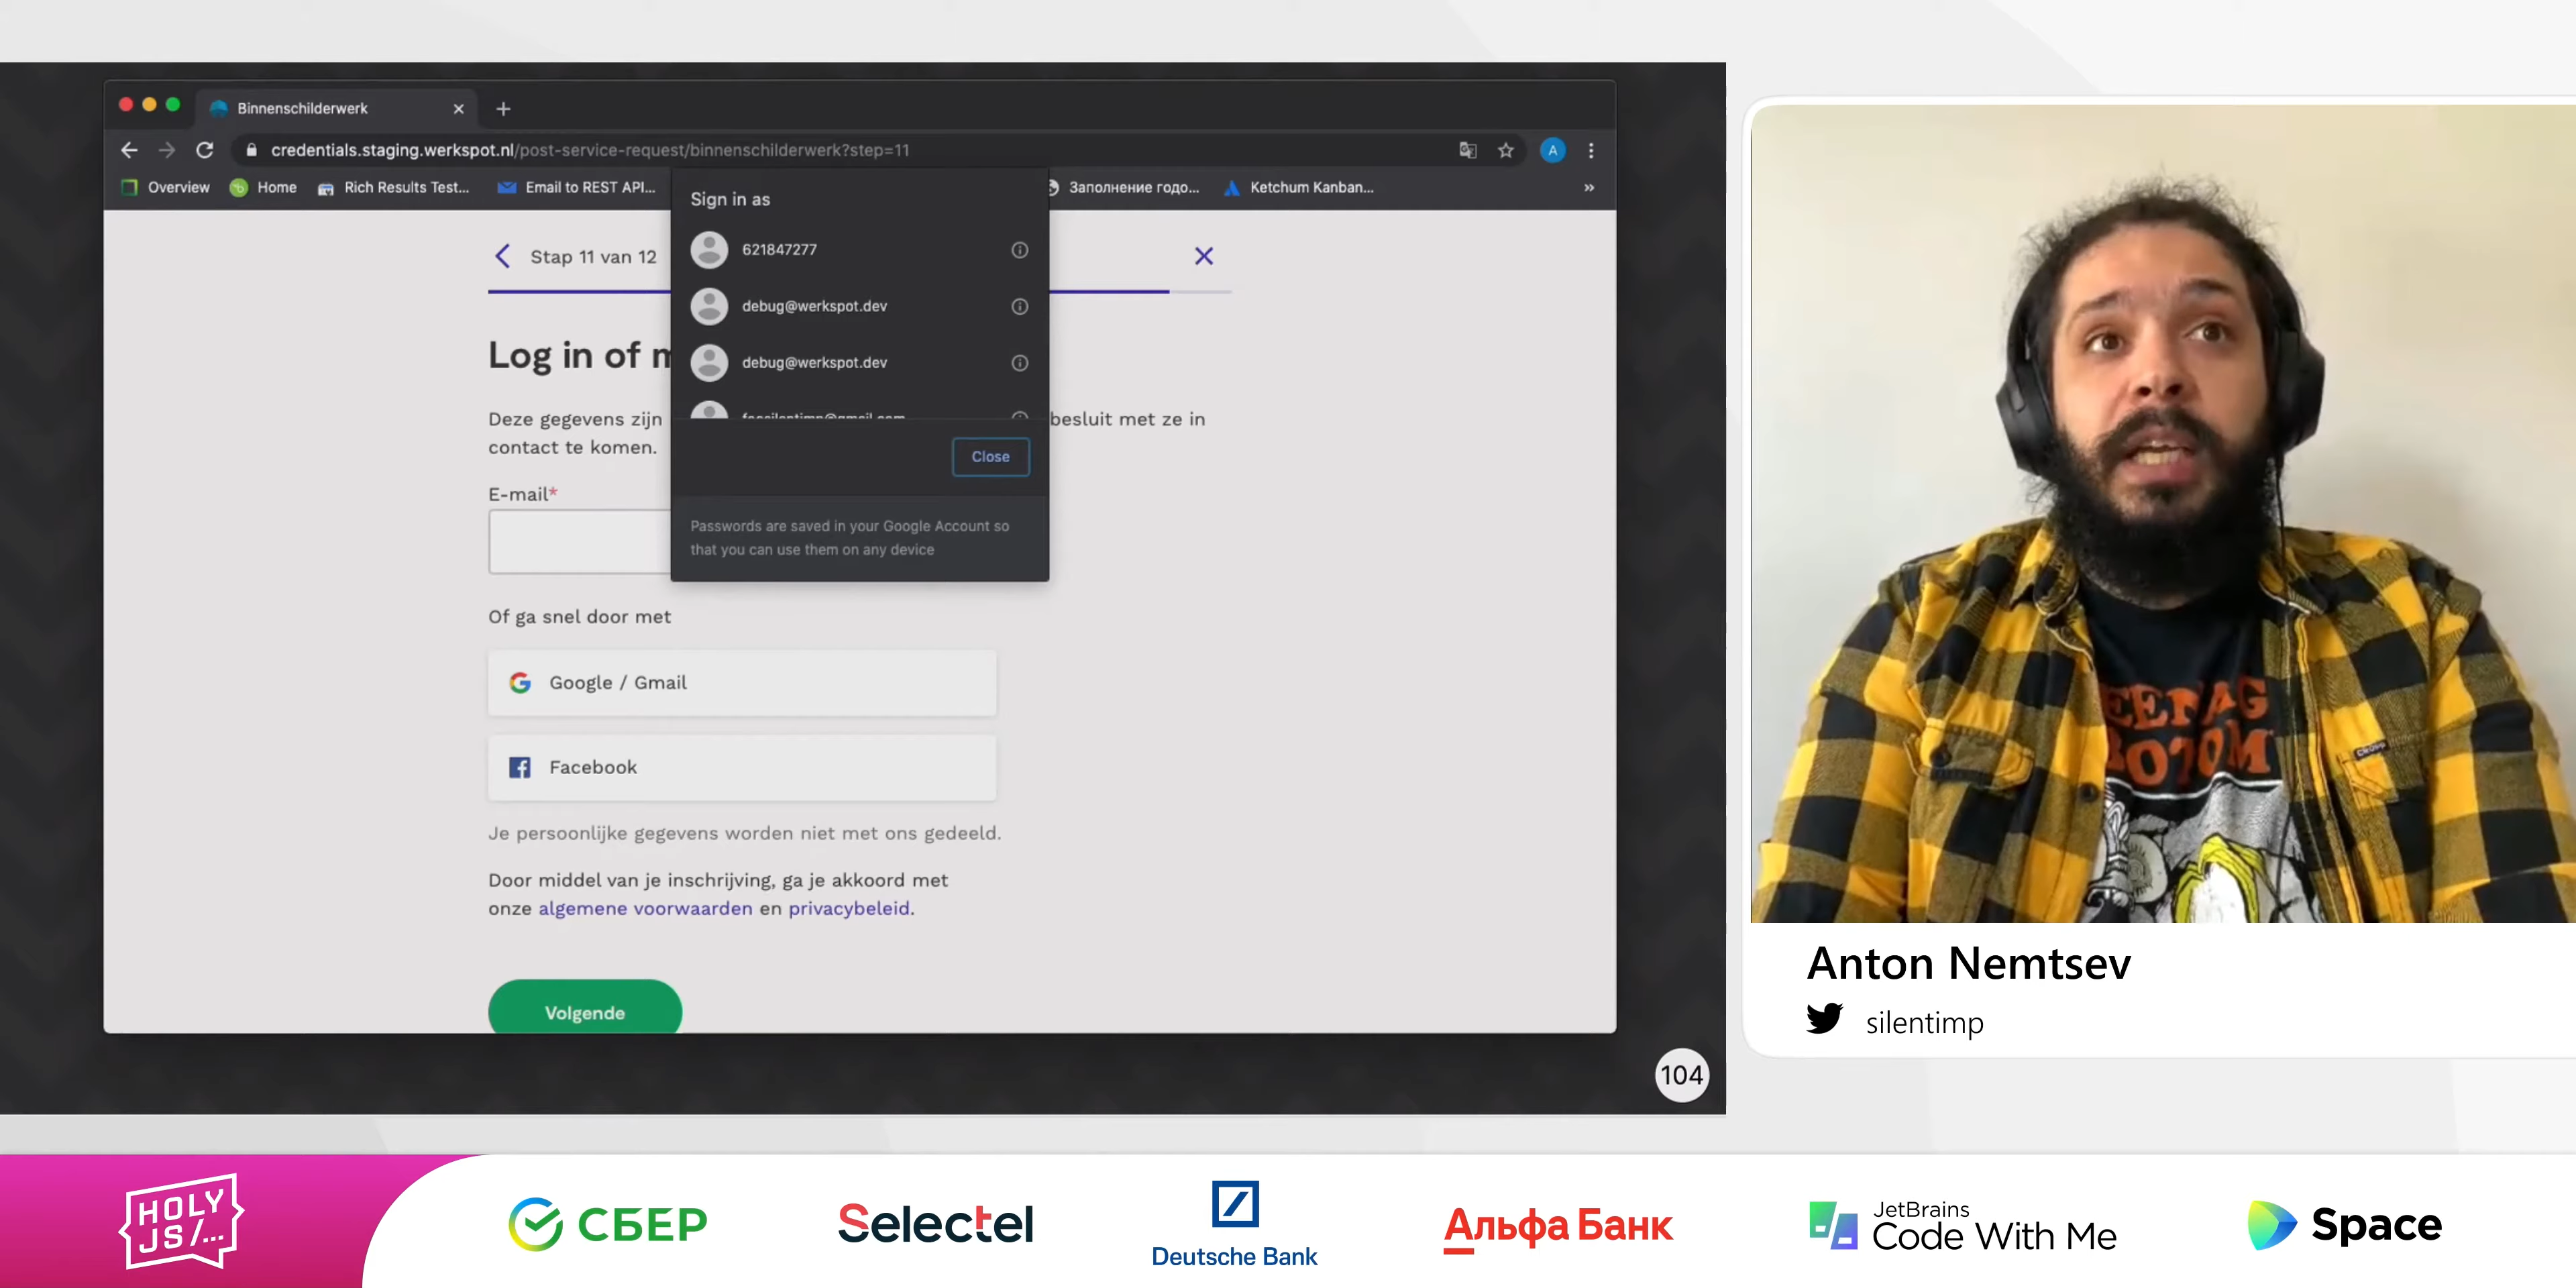 Binnenschilderwerk
credentials.staging.werkspot.nl/post-service-request/binnenschilderwerk?step=11
A
Overview
Home
Rich Results Test...
Email to REST API...
Заполнение годо...
Ketchum Kanban...
»
Sign in as
621847277
debug@werkspot.dev
debug@werkspot.dev
Close
Passwords are saved in your Google Account so
that you can use them on any device
Stap 11 van 12
Log in of
Deze gegevens zijn
besluit met ze in
contact te komen.
E-mail*
Of ga snel door met
Google / Gmail
Facebook
Je persoonlijke gegevens worden niet met ons gedeeld.
Door middel van je inschrijving, ga je akkoord met
onze algemene voorwaarden en privacybeleid.
Volgende
104
Anton Nemtsev
silentimp
HOLY
JS/...
СБЕР
Selectel
Deutsche Bank
Альфа Банк
JetBrains
Code With Me
Space